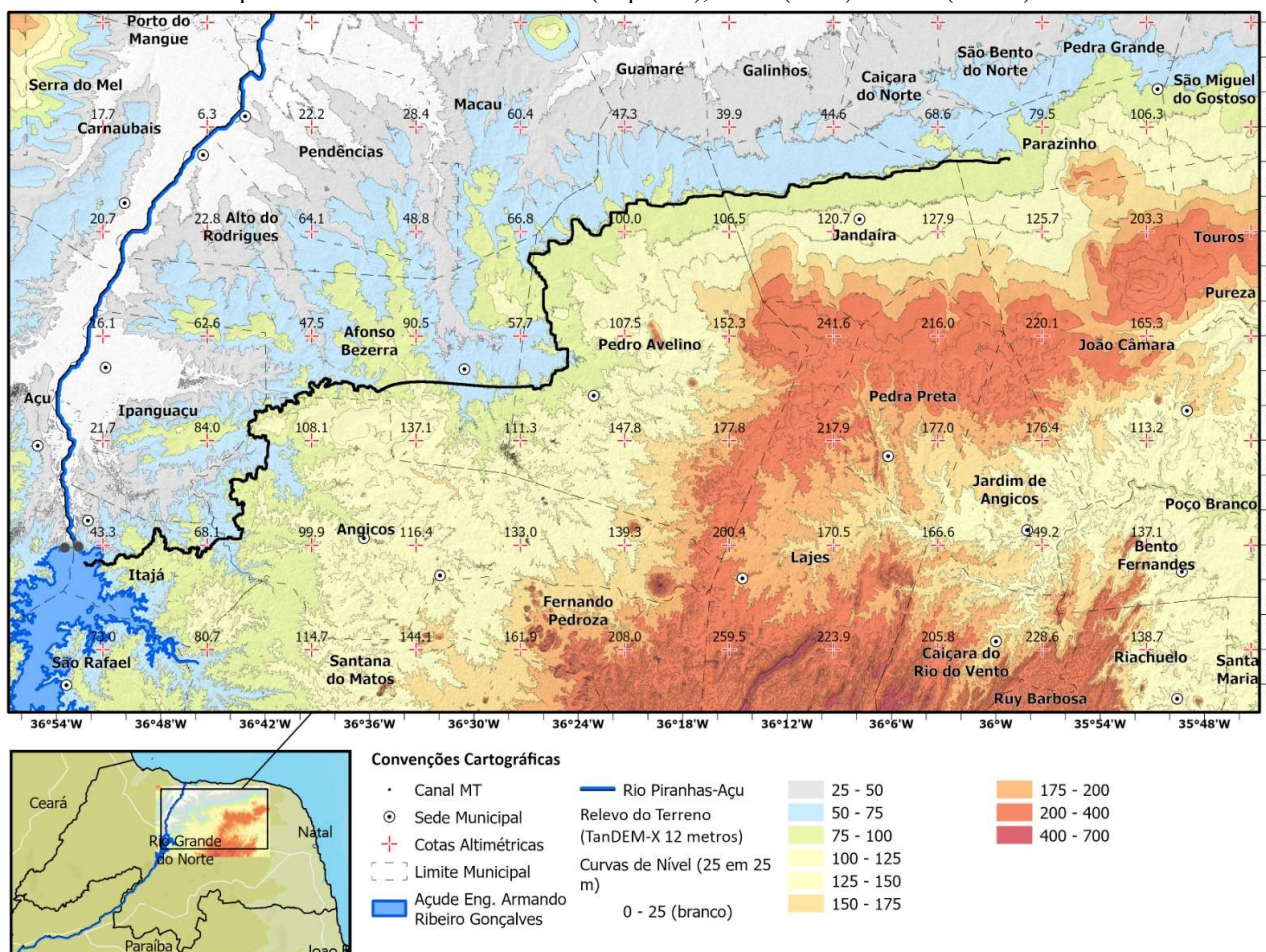 Porto do
Mangue
Serra do Mel
Carnaubais
17.7
6.3
22.2
Pendências
28.4
Macau
60.4
Guamaré
47.3
Galinhos
39.9
Caiçara
do Norte
44.6
São Bento
do Norte
68.6
Pedra Grande
79.5
São Miguel
do Gostoso
106.3
Parazinho
20.7
22.8
Alto do
Rodrigues
64.1
48.8
66.8
100.0
106.5
120.7
Jandaíra
127.9
125.7
203.3
Touros
Pureza
16.1
62.6
47.5
Afonso
Bezerra
90.5
57.7
107.5
Pedro Avelino
152.3
241.6
216.0
220.1
165.3
João Câmara
Açu
Ipanguaçu
Pedra Preta
21.7
84.0
108.1
137.1
111.3
147.8
177.8
217.9
177.0
176.4
113.2
Jardim de
Angicos
Poço Branco
43.3
68.1
99.9
Angicos
116.4
133.0
139.3
200.4
170.5
166.6
149.2
137.1
Bento
Fernandes
Itajá
Lajes
Fernando
Pedroza
73.0
80.7
114.7
144.1
161.9
208.0
259.5
223.9
205.8
228.6
138.7
São Rafael
Santana
do Matos
Caiçara do
Rio do Vento
Riachuelo
Santa
Maria
Ruy Barbosa
36°54'W
36°48'W
36°42'W
36°36'W
36°30'W
36°24'W
36°18'W
36°12'W
36°6'W
36°W
35°54'W
35°48'W
Ceará
Rio Grande
do Norte
Natal
Paraíba
Convenções Cartográficas
Canal MT
Sede Municipal
Cotas Altimétricas
Limite Municipal
Açude Eng. Armando
Ribeiro Gonçalves
Rio Piranhas-Açu
Relevo do Terreno
(TanDEM-X 12 metros)
Curvas de Nível (25 em 25
m)
0 - 25 (branco)
25 - 50
50 - 75
75 - 100
100 - 125
125 - 150
150 - 175
175 - 200
200 - 400
400 - 700